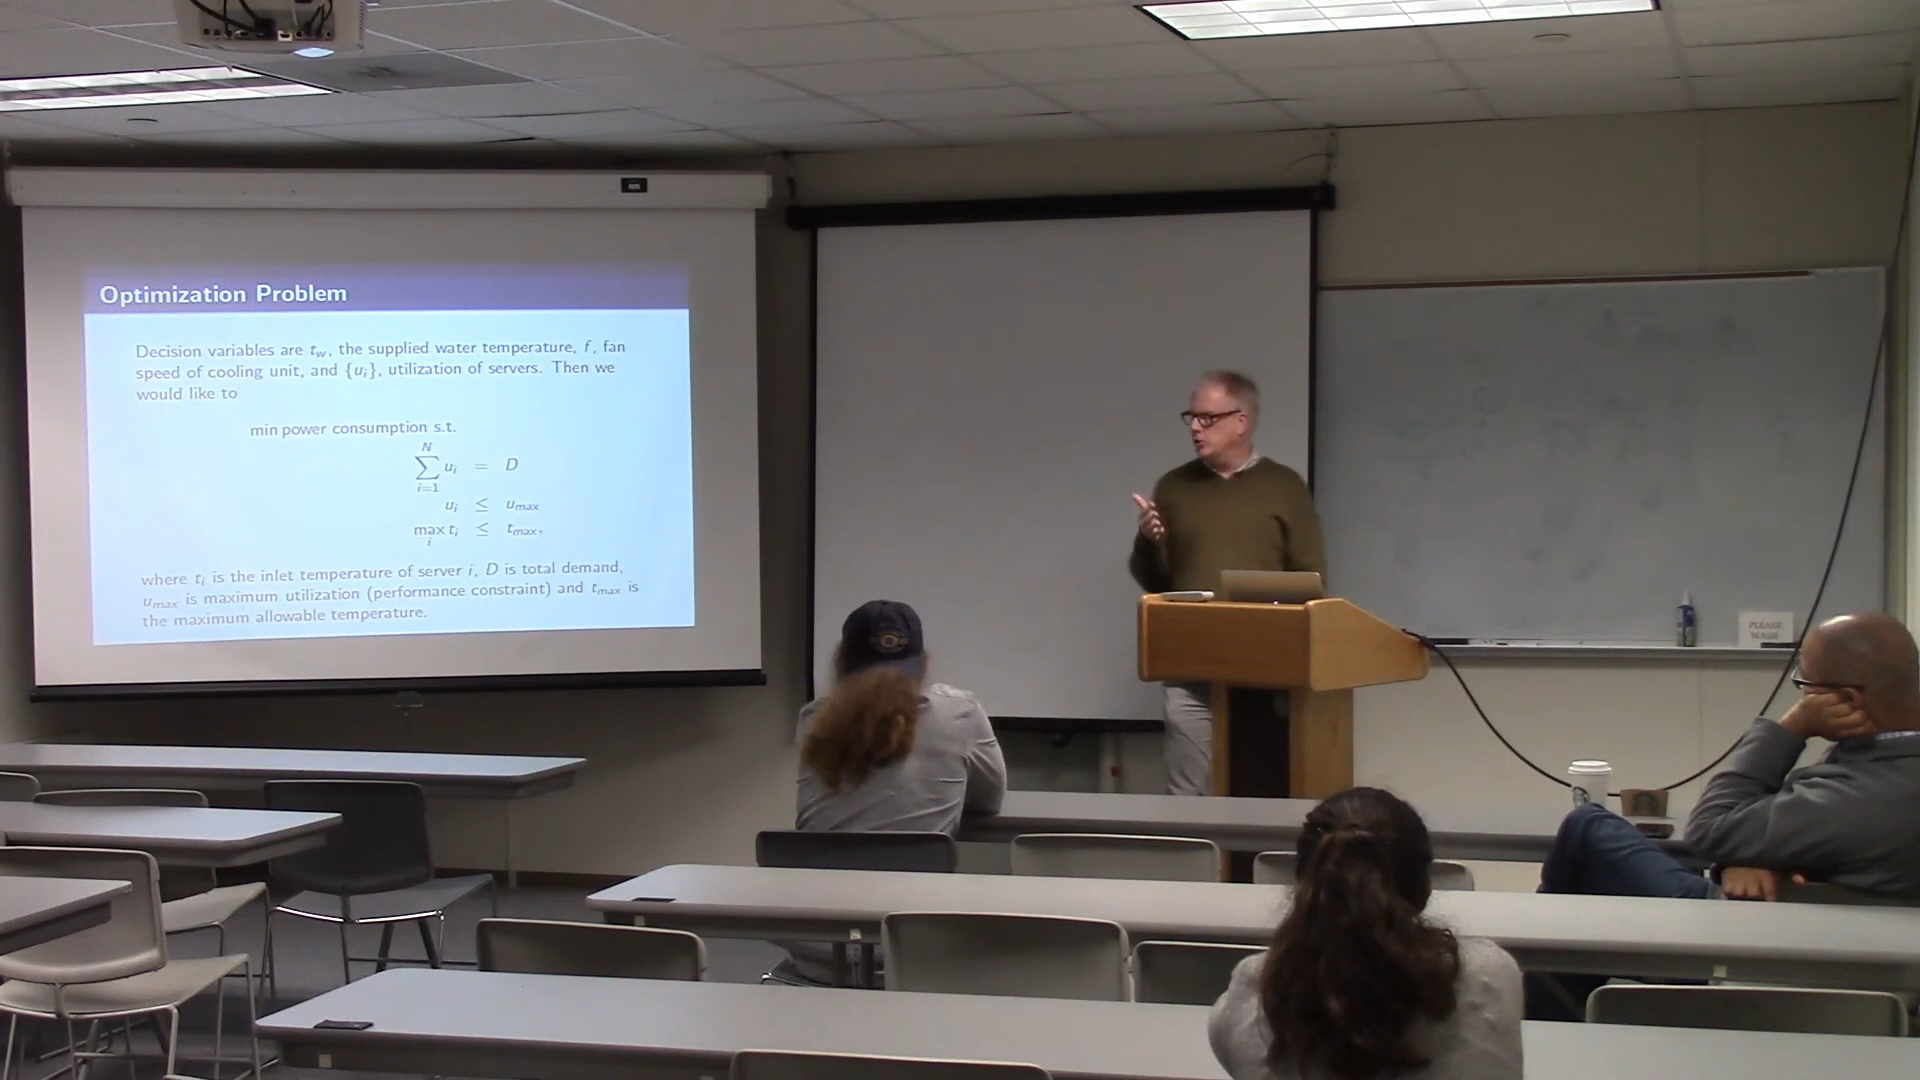 Optimization Problem
Decision variables are t_w, the supplied water temperature, f, fan
speed of cooling unit, and {u_i}, utilization of servers. Then we
would like to
min power consumption s.t.
N
∑ u_i = D
i=1
u_i ≤ u_max
max t_i ≤ t_max,
i
where t_i is the inlet temperature of server i, D is total demand,
u_max is maximum utilization (performance constraint) and t_max is
the maximum allowable temperature.
PLEASE
WASH